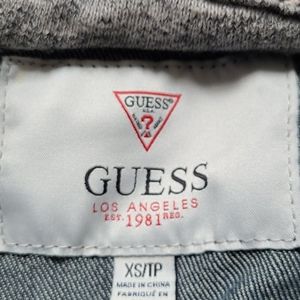 GUESS®
U.S.A.
?
GUESS
LOS ANGELES
EST. 1981 REG.
XS/TP
MADE IN CHINA
FABRIQUÉ EN